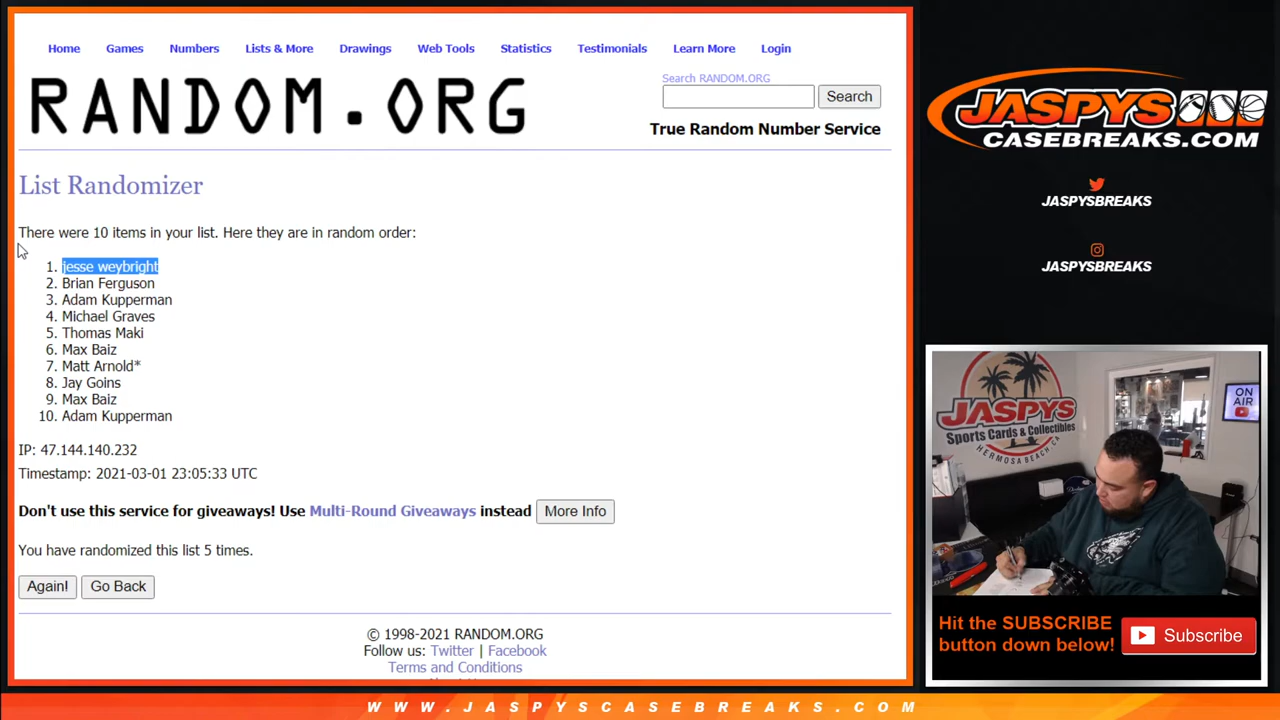 Home Games Numbers Lists & More Drawings Web Tools Statistics Testimonials Learn More Login
RANDOM.ORG
Search RANDOM.ORG
Search
True Random Number Service
List Randomizer
There were 10 items in your list. Here they are in random order:
1. jesse weybright
2. Brian Ferguson
3. Adam Kupperman
4. Michael Graves
5. Thomas Maki
6. Max Baiz
7. Matt Arnold*
8. Jay Goins
9. Max Baiz
10. Adam Kupperman
IP: 47.144.140.232
Timestamp: 2021-03-01 23:05:33 UTC
Don't use this service for giveaways! Use Multi-Round Giveaways instead More Info
You have randomized this list 5 times.
Again! Go Back
© 1998-2021 RANDOM.ORG
Follow us: Twitter | Facebook
Terms and Conditions
JASPYS
CASEBREAKS.COM
JASPYSBREAKS
JASPYSBREAKS
JASPYS
Sports Cards & Collectibles
HERMOSA BEACH, CA
ON
AIR
Hit the SUBSCRIBE
button down below!
Subscribe
WWW.JASPYSCASEBREAKS.COM